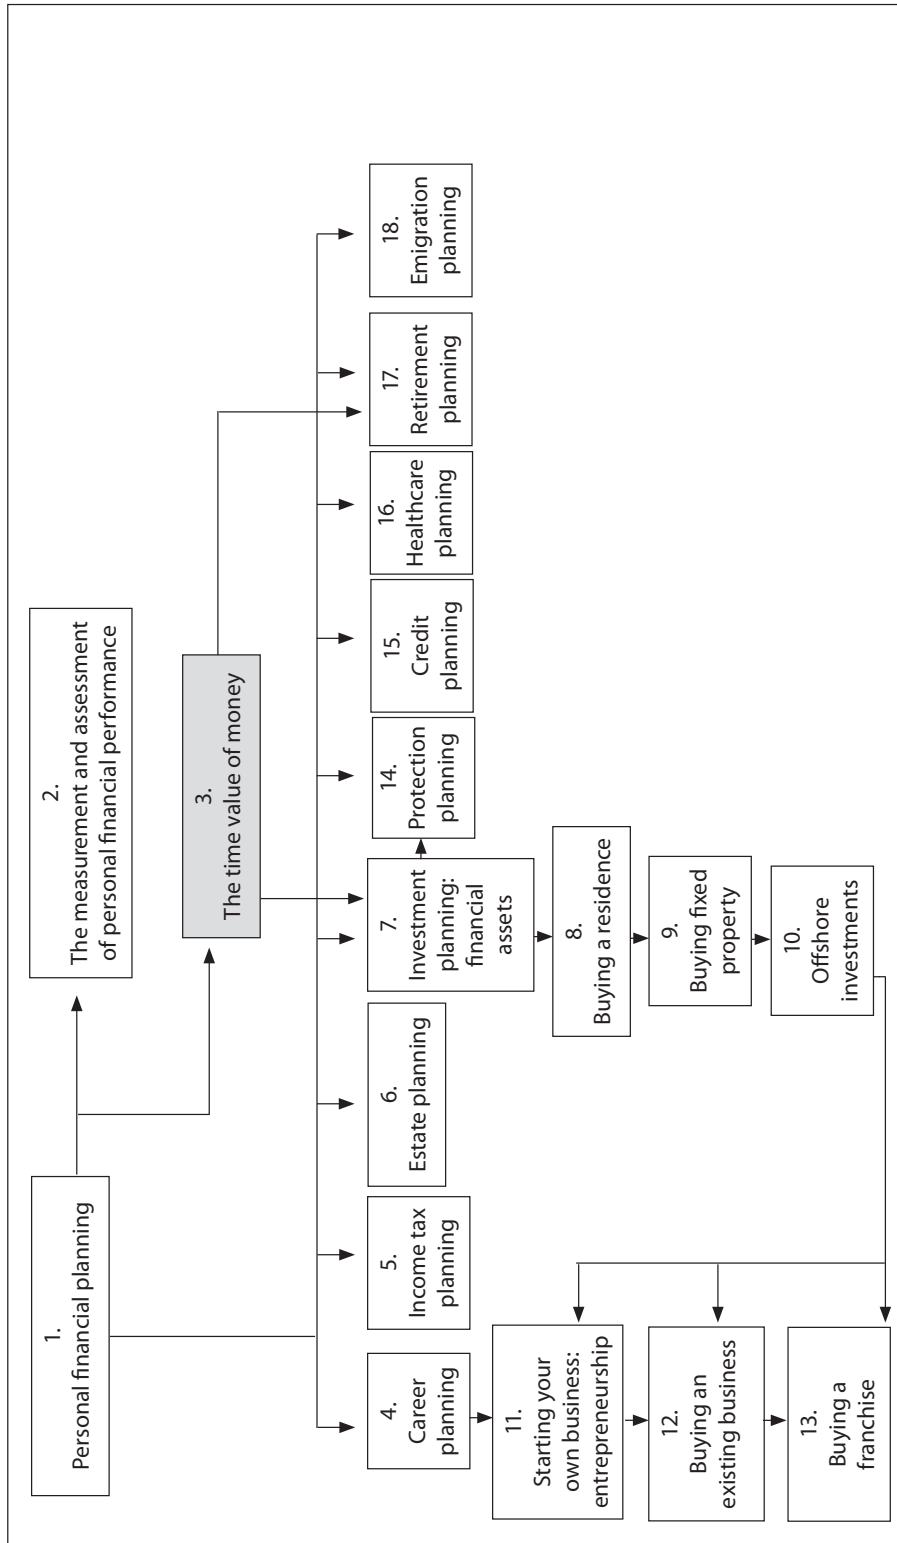 1.
Personal financial planning
2.
The measurement and assessment
of personal financial performance
3.
The time value of money
4.
Career
planning
5.
Income tax
planning
6.
Estate planning
7.
Investment
planning:
financial
assets
14.
Protection
planning
15.
Credit
planning
16.
Healthcare
planning
17.
Retirement
planning
18.
Emigration
planning
8.
Buying a residence
9.
Buying fixed
property
10.
Offshore
investments
11.
Starting your
own business:
entrepreneurship
12.
Buying an
existing business
13.
Buying a
franchise